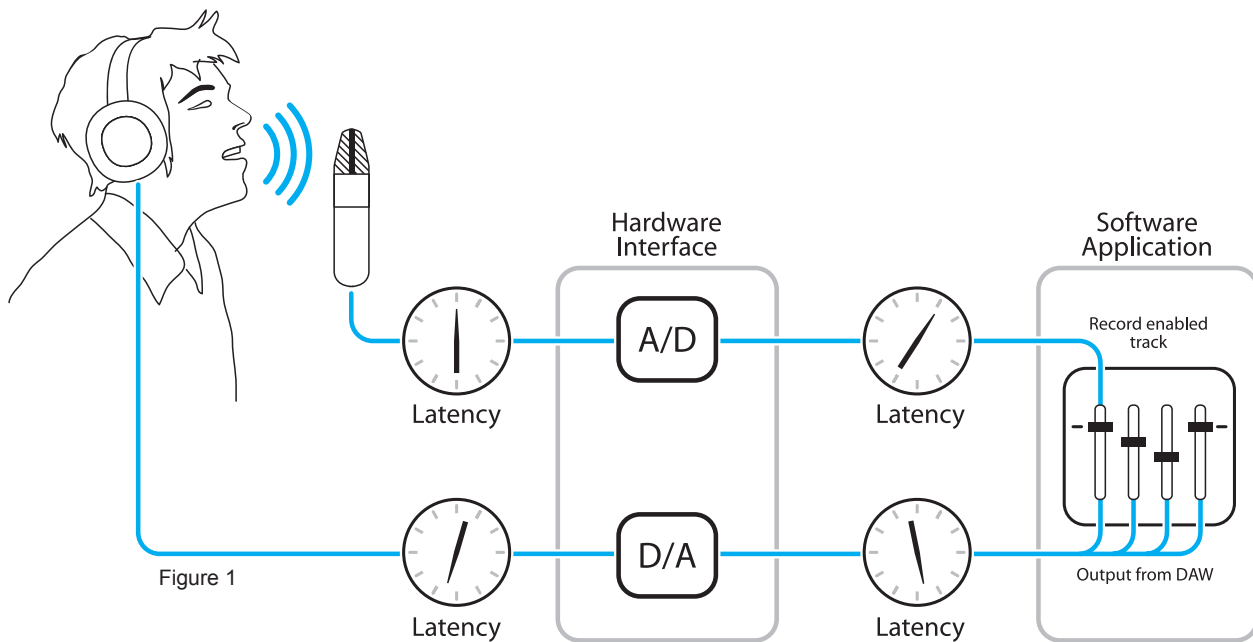 Hardware
Interface
Software
Application
Record enabled
track
A/D
Latency
Latency
D/A
Output from DAW
Figure 1
Latency
Latency